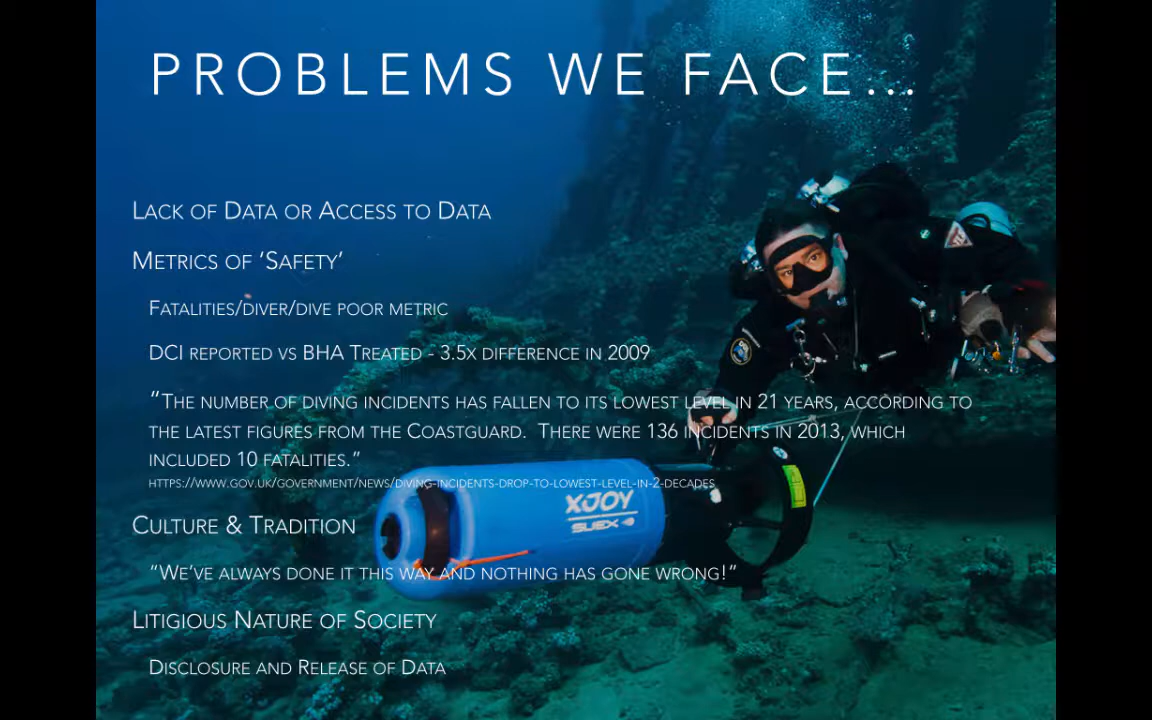 PROBLEMS WE FACE...
LACK OF DATA OR ACCESS TO DATA
METRICS OF ‘SAFETY’
FATALITIES/DIVER/DIVE POOR METRIC
DCI REPORTED VS BHA TREATED - 3.5X DIFFERENCE IN 2009
“THE NUMBER OF DIVING INCIDENTS HAS FALLEN TO ITS LOWEST LEVEL IN 21 YEARS, ACCORDING TO
THE LATEST FIGURES FROM THE COASTGUARD. THERE WERE 136 INCIDENTS IN 2013, WHICH
INCLUDED 10 FATALITIES.”
HTTPS://WWW.GOV.UK/GOVERNMENT/NEWS/DIVING-INCIDENTS-DROP-TO-LOWEST-LEVEL-IN-2-DECADES
XJOY
SUEX
CULTURE & TRADITION
“WE’VE ALWAYS DONE IT THIS WAY AND NOTHING HAS GONE WRONG!”
LITIGIOUS NATURE OF SOCIETY
DISCLOSURE AND RELEASE OF DATA